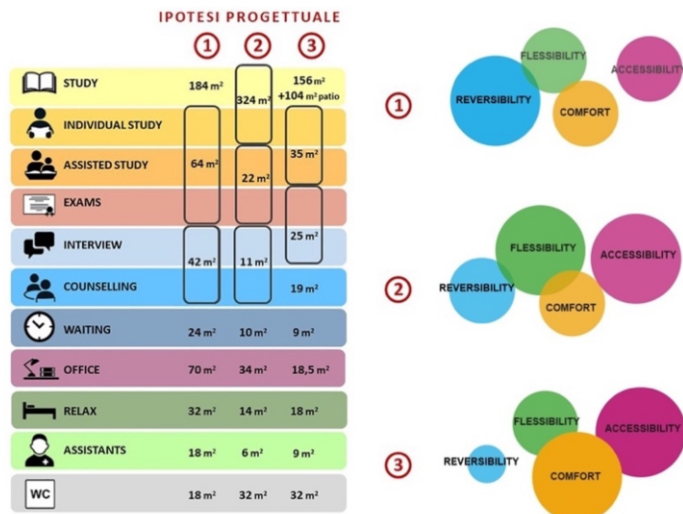 IPOTESI PROGETTUALE
1 2 3
STUDY 184 m² 324 m² 156 m²
+104 m² patio
INDIVIDUAL STUDY
ASSISTED STUDY 64 m² 22 m² 35 m²
EXAMS
INTERVIEW 42 m² 11 m² 25 m²
COUNSELLING 19 m²
WAITING 24 m² 10 m² 9 m²
OFFICE 70 m² 34 m² 18,5 m²
RELAX 32 m² 14 m² 18 m²
ASSISTANTS 18 m² 6 m² 9 m²
WC 18 m² 32 m² 32 m²
1
FLESSIBILITY
ACCESSIBILITY
REVERSIBILITY
COMFORT
2
FLESSIBILITY
ACCESSIBILITY
REVERSIBILITY
COMFORT
3
FLESSIBILITY
ACCESSIBILITY
REVERSIBILITY
COMFORT